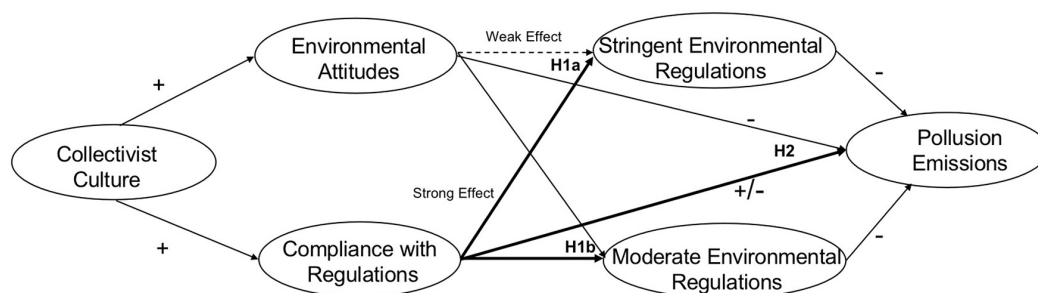 Environmental
Attitudes
Weak Effect
H1a
Stringent Environmental
Regulations
+
-
-
Collectivist
Culture
H2
Pollusion
Emissions
Strong Effect
+/-
+
Compliance with
Regulations
H1b
Moderate Environmental
Regulations
-